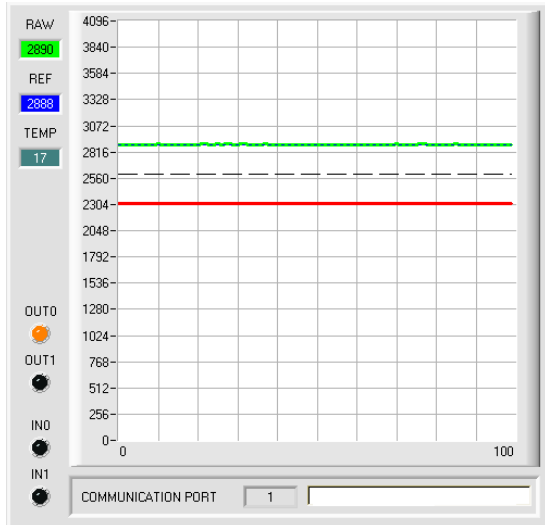 RAW
2890
REF
2888
TEMP
17
OUT0
OUT1
IN0
IN1
4096
3840
3584
3328
3072
2816
2560
2304
2048
1792
1536
1280
1024
768
512
256
0
0 100
COMMUNICATION PORT 1